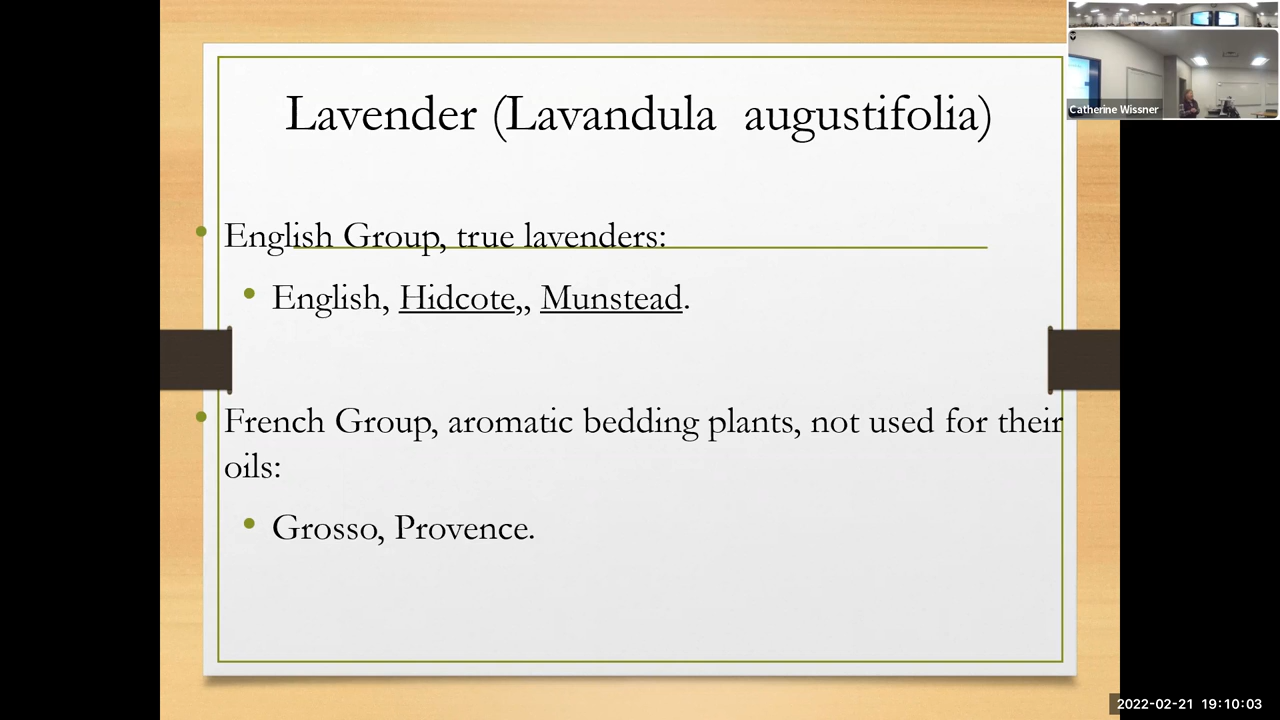 Lavender (Lavandula  augustifolia)
English Group, true lavenders:
English, Hidcote,, Munstead.
French Group, aromatic bedding plants, not used for their
oils:
Grosso, Provence.
Catherine Wissner
2022-02-21 19:10:03